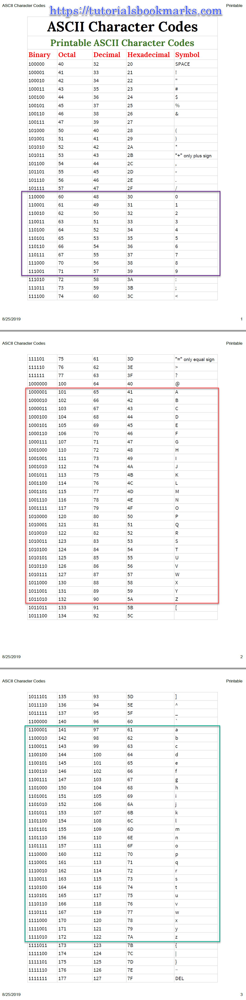 ASCII Character Codes https://tutorialsbookmarks.com Printable
ASCII Character Codes
Printable ASCII Character Codes
Binary Octal Decimal Hexadecimal Symbol
100000 40 32 20 SPACE
100001 41 33 21 !
100010 42 34 22 "
100011 43 35 23 #
100100 44 36 24 $
100101 45 37 25 %
100110 46 38 26 &
100111 47 39 27
101000 50 40 28 (
101001 51 41 29 )
101010 52 42 2A *
101011 53 43 2B "+" only plus sign
101100 54 44 2C ,
101101 55 45 2D -
101110 56 46 2E .
101111 57 47 2F /
110000 60 48 30 0
110001 61 49 31 1
110010 62 50 32 2
110011 63 51 33 3
110100 64 52 34 4
110101 65 53 35 5
110110 66 54 36 6
110111 67 55 37 7
111000 70 56 38 8
111001 71 57 39 9
111010 72 58 3A :
111011 73 59 3B ;
111100 74 60 3C <
8/25/2019 1
ASCII Character Codes Printable
111101 75 61 3D "=" only equal sign
111110 76 62 3E >
111111 77 63 3F ?
1000000 100 64 40 @
1000001 101 65 41 A
1000010 102 66 42 B
1000011 103 67 43 C
1000100 104 68 44 D
1000101 105 69 45 E
1000110 106 70 46 F
1000111 107 71 47 G
1001000 110 72 48 H
1001001 111 73 49 I
1001010 112 74 4A J
1001011 113 75 4B K
1001100 114 76 4C L
1001101 115 77 4D M
1001110 116 78 4E N
1001111 117 79 4F O
1010000 120 80 50 P
1010001 121 81 51 Q
1010010 122 82 52 R
1010011 123 83 53 S
1010100 124 84 54 T
1010101 125 85 55 U
1010110 126 86 56 V
1010111 127 87 57 W
1011000 130 88 58 X
1011001 131 89 59 Y
1011010 132 90 5A Z
1011011 133 91 5B [
1011100 134 92 5C
8/25/2019 2
ASCII Character Codes Printable
1011101 135 93 5D ]
1011110 136 94 5E ^
1011111 137 95 5F _
1100000 140 96 60 `
1100001 141 97 61 a
1100010 142 98 62 b
1100011 143 99 63 c
1100100 144 100 64 d
1100101 145 101 65 e
1100110 146 102 66 f
1100111 147 103 67 g
1101000 150 104 68 h
1101001 151 105 69 i
1101010 152 106 6A j
1101011 153 107 6B k
1101100 154 108 6C l
1101101 155 109 6D m
1101110 156 110 6E n
1101111 157 111 6F o
1110000 160 112 70 p
1110001 161 113 71 q
1110010 162 114 72 r
1110011 163 115 73 s
1110100 164 116 74 t
1110101 165 117 75 u
1110110 166 118 76 v
1110111 167 119 77 w
1111000 170 120 78 x
1111001 171 121 79 y
1111010 172 122 7A z
1111011 173 123 7B {
1111100 174 124 7C |
1111101 175 125 7D }
1111110 176 126 7E ~
1111111 177 127 7F DEL
8/25/2019 3